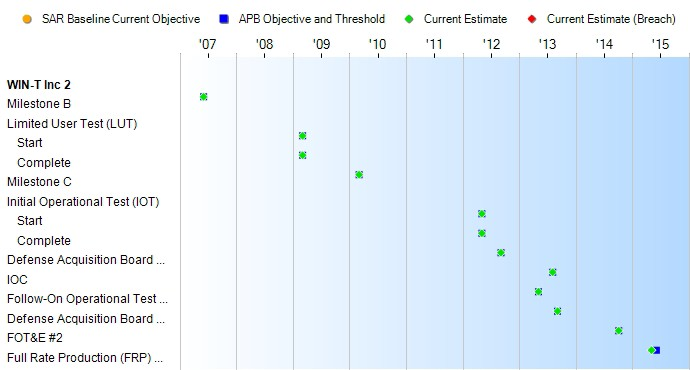 SAR Baseline Current Objective APB Objective and Threshold Current Estimate Current Estimate (Breach)
'07 '08 '09 '10 '11 '12 '13 '14 '15
WIN-T Inc 2
Milestone B
Limited User Test (LUT)
Start
Complete
Milestone C
Initial Operational Test (IOT)
Start
Complete
Defense Acquisition Board ...
IOC
Follow-On Operational Test ...
Defense Acquisition Board ...
FOT&E #2
Full Rate Production (FRP) ...